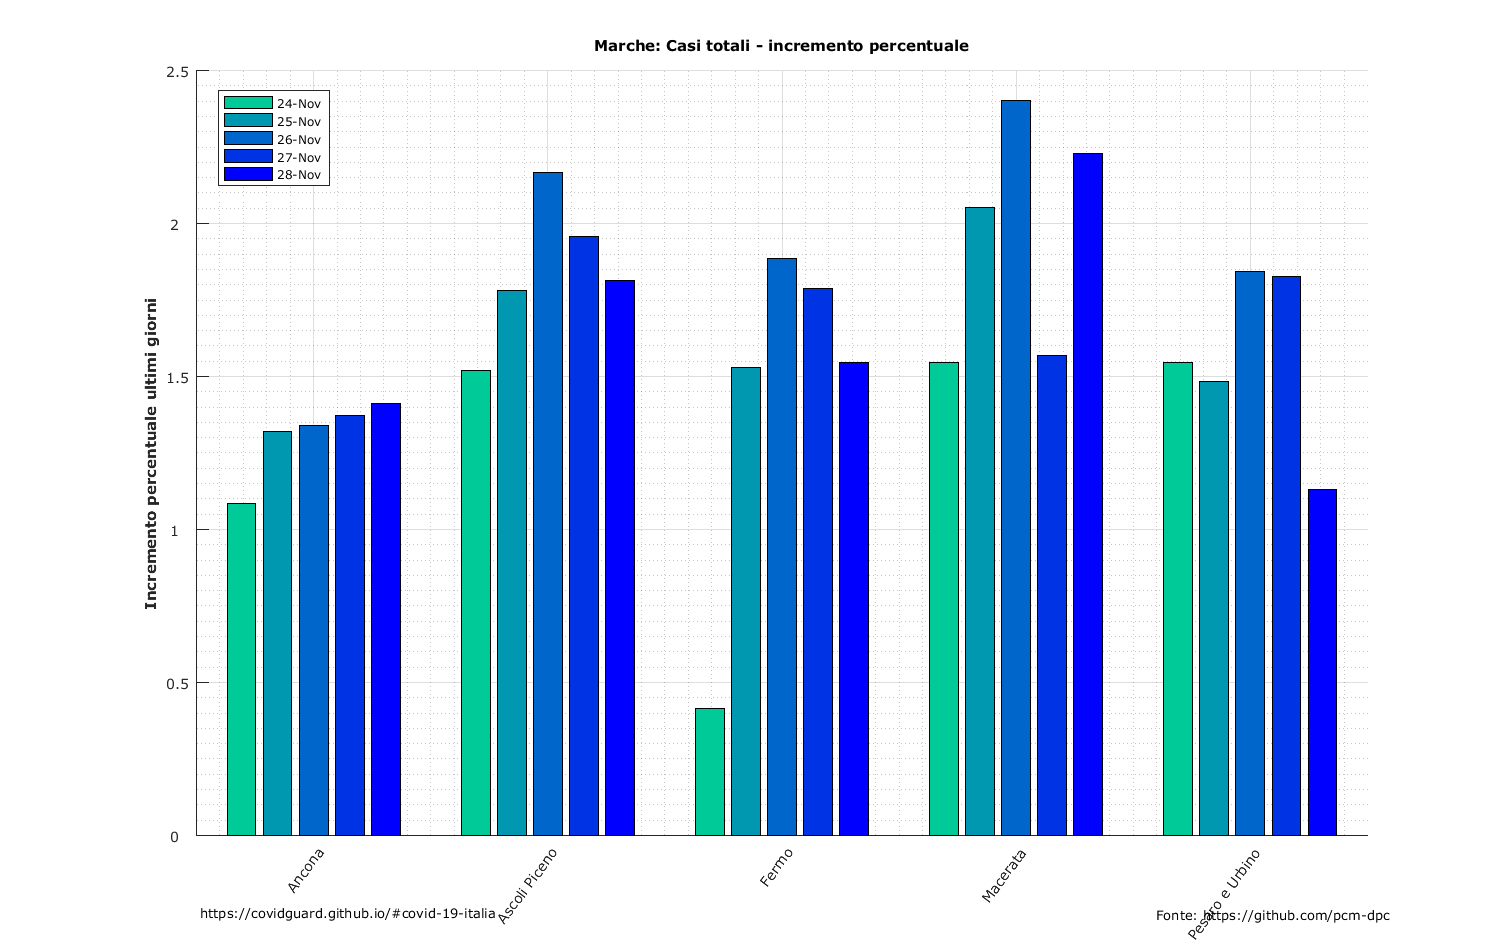 Marche: Casi totali - incremento percentuale
2.5
2
1.5
1
0.5
0
Incremento percentuale ultimi giorni
24-Nov
25-Nov
26-Nov
27-Nov
28-Nov
Ancona
Ascoli Piceno
Fermo
Macerata
Pesaro e Urbino
https://covidguard.github.io/#covid-19-italia
Fonte: https://github.com/pcm-dpc